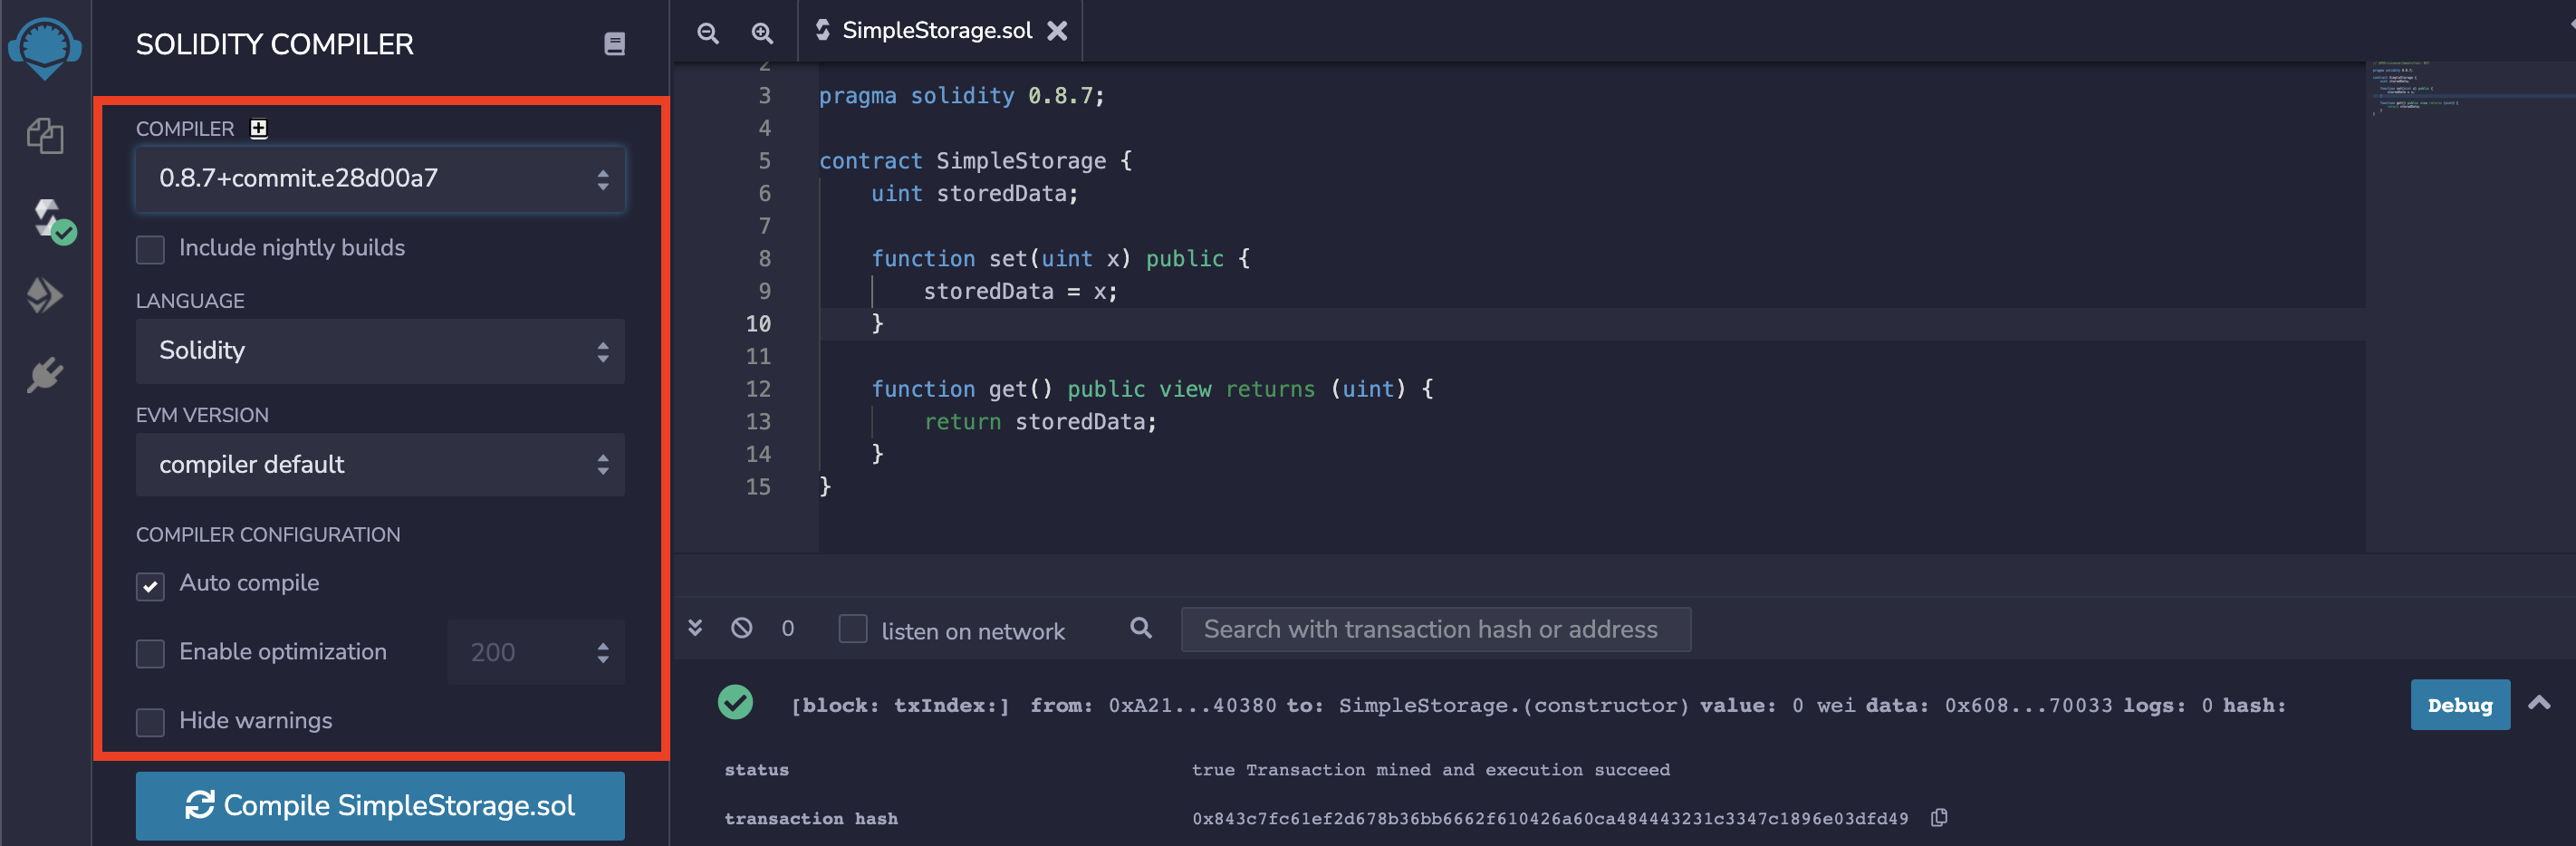 SOLIDITY COMPILER
COMPILER
0.8.7+commit.e28d00a7
Include nightly builds
LANGUAGE
Solidity
EVM VERSION
compiler default
COMPILER CONFIGURATION
Auto compile
Enable optimization 200
Hide warnings
Compile SimpleStorage.sol
SimpleStorage.sol
2
3 pragma solidity 0.8.7;
4
5 contract SimpleStorage {
6 uint storedData;
7
8 function set(uint x) public {
9 storedData = x;
10 }
11
12 function get() public view returns (uint) {
13 return storedData;
14 }
15 }
0 listen on network Search with transaction hash or address
[block: txIndex:] from: 0xA21...40380 to: SimpleStorage.(constructor) value: 0 wei data: 0x608...70033 logs: 0 hash: Debug
status true Transaction mined and execution succeed
transaction hash 0x843c7fc61ef2d678b36bb6662f610426a60ca484443231c3347c1896e03dfd49